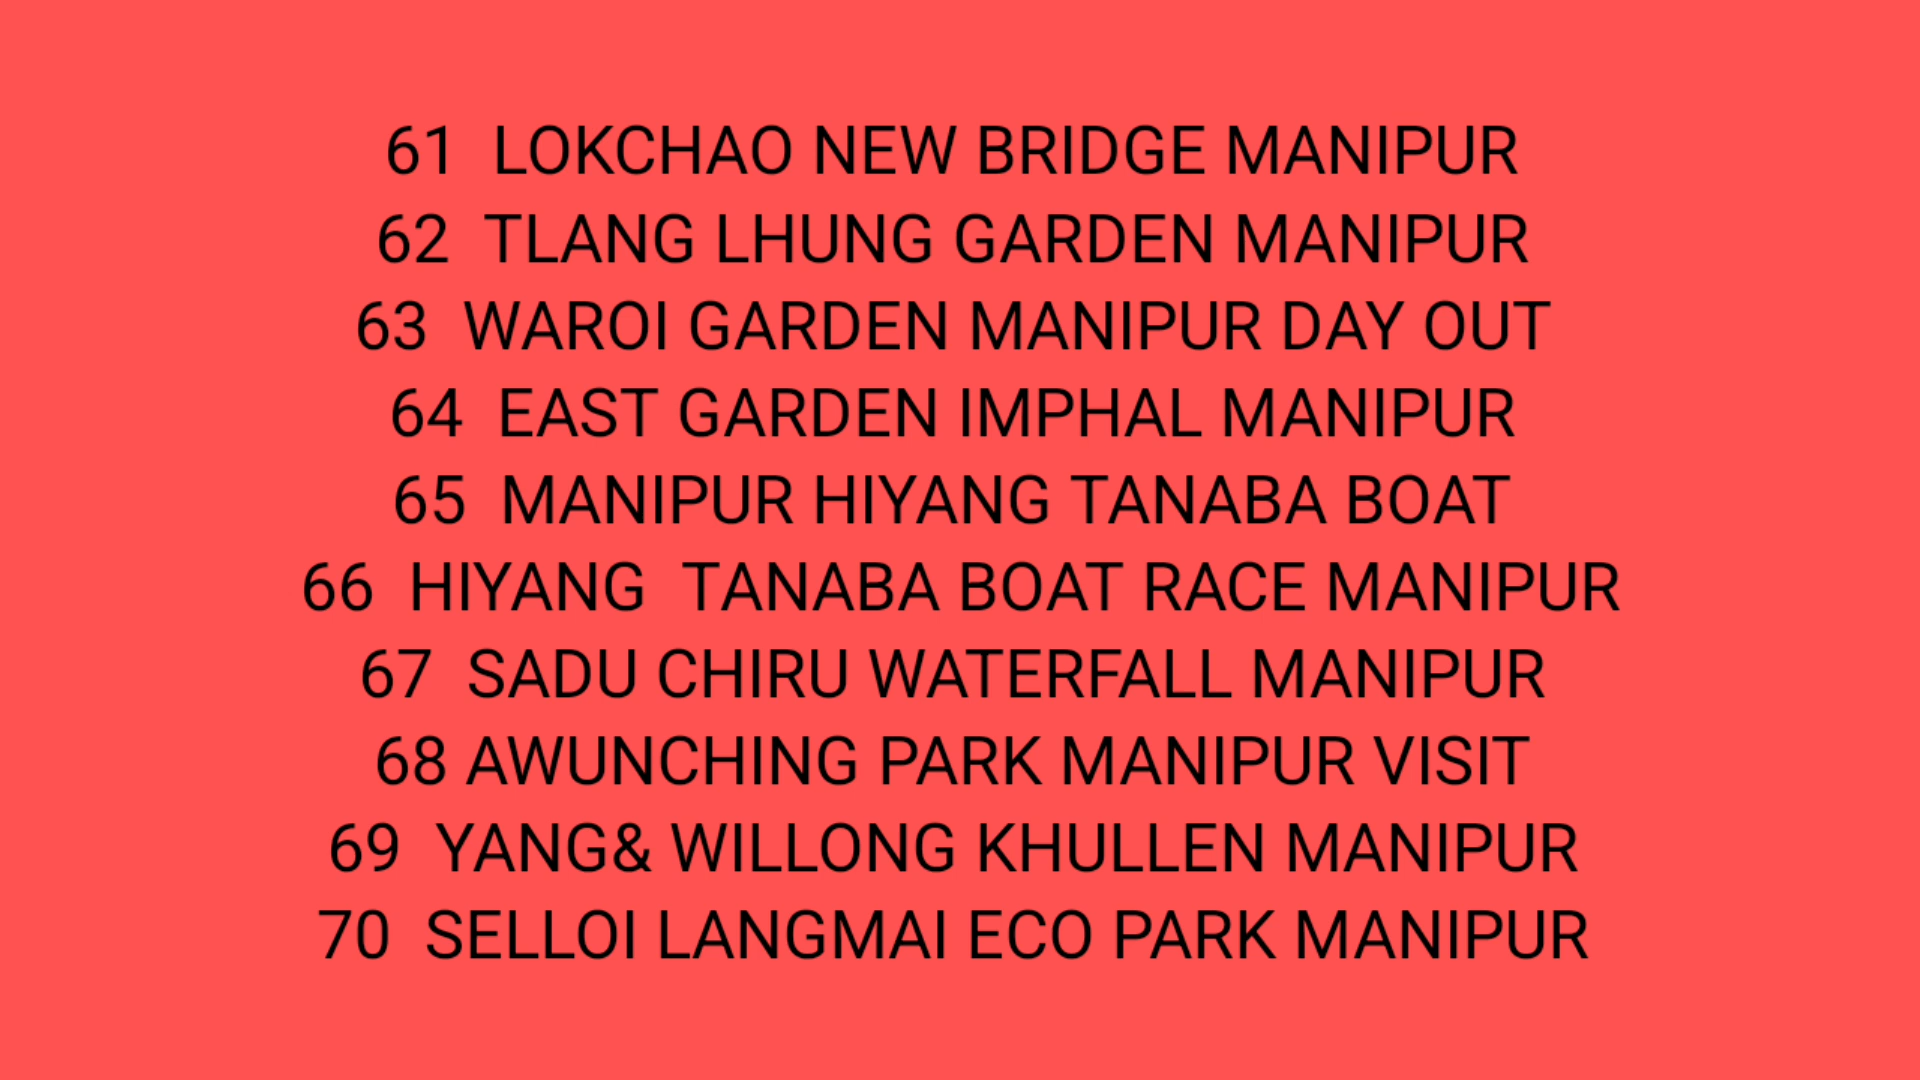 61  LOKCHAO NEW BRIDGE MANIPUR
62  TLANG LHUNG GARDEN MANIPUR
63  WAROI GARDEN MANIPUR DAY OUT
64  EAST GARDEN IMPHAL MANIPUR
65  MANIPUR HIYANG TANABA BOAT
66  HIYANG  TANABA BOAT RACE MANIPUR
67  SADU CHIRU WATERFALL MANIPUR
68 AWUNCHING PARK MANIPUR VISIT
69  YANG& WILLONG KHULLEN MANIPUR
70  SELLOI LANGMAI ECO PARK MANIPUR